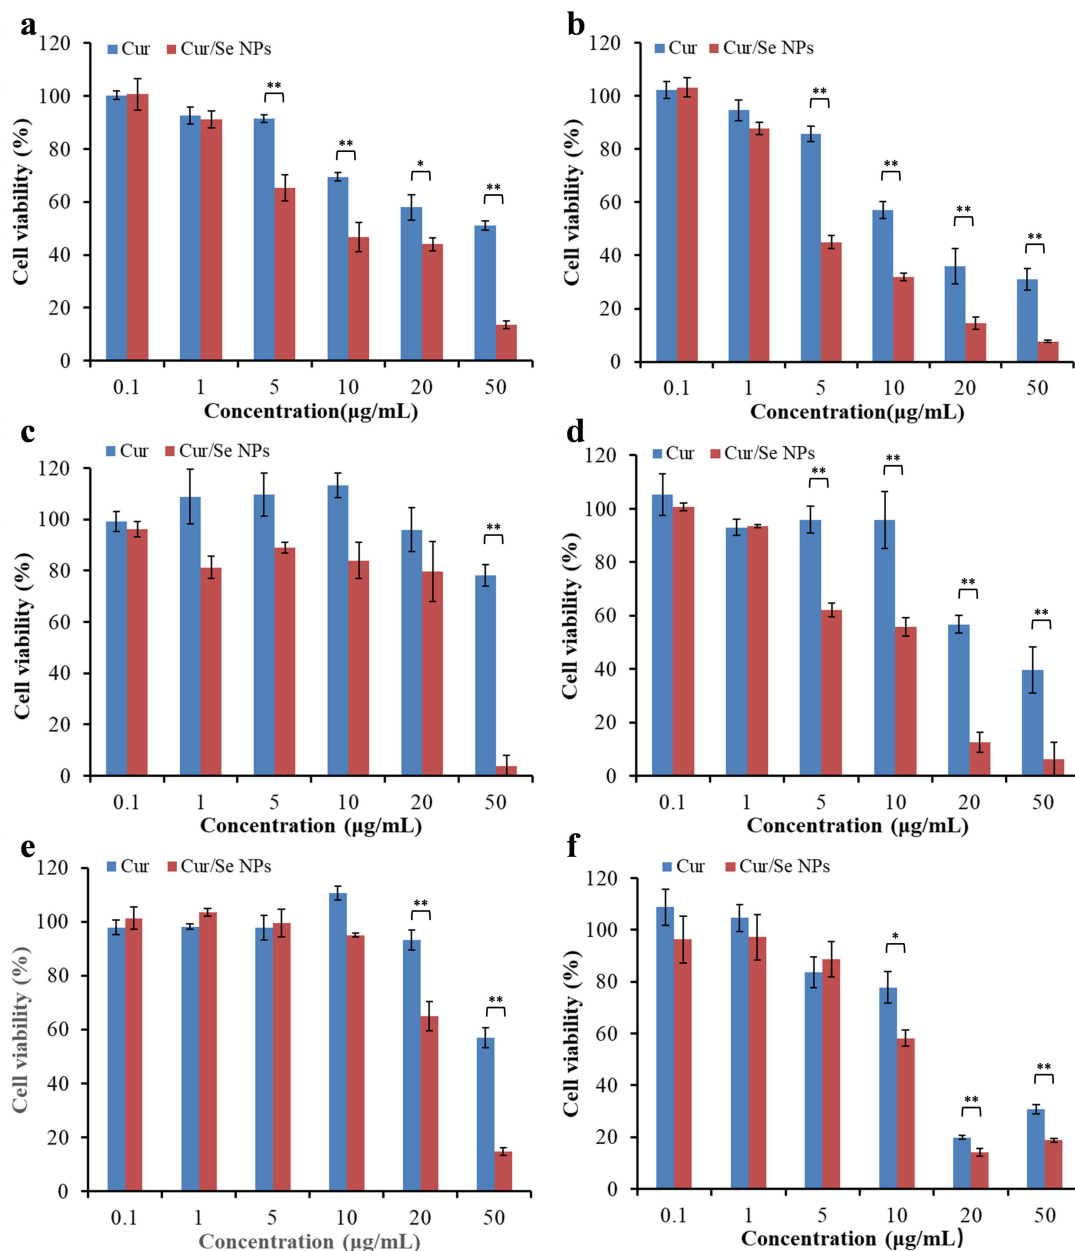 a
Cur Cur/Se NPs
120
100
80
60
40
20
0
Cell viability (%)
** ** * **
0.1 1 5 10 20 50
Concentration(μg/mL)
b
Cur Cur/Se NPs
120
100
80
60
40
20
0
Cell viability (%)
** ** ** **
0.1 1 5 10 20 50
Concentration(μg/mL)
c
Cur Cur/Se NPs
120
100
80
60
40
20
0
Cell viability (%)
**
0.1 1 5 10 20 50
Concentration (μg/mL)
d
Cur Cur/Se NPs
120
100
80
60
40
20
0
Cell viability (%)
** ** ** **
0.1 1 5 10 20 50
Concentration (μg/mL)
e
Cur Cur/Se NPs
120
100
80
60
40
20
0
Cell viability (%)
** **
0.1 1 5 10 20 50
Concentration (μg/mL)
f
Cur Cur/Se NPs
120
100
80
60
40
20
0
Cell viability (%)
* ** **
0.1 1 5 10 20 50
Concentration (μg/mL)